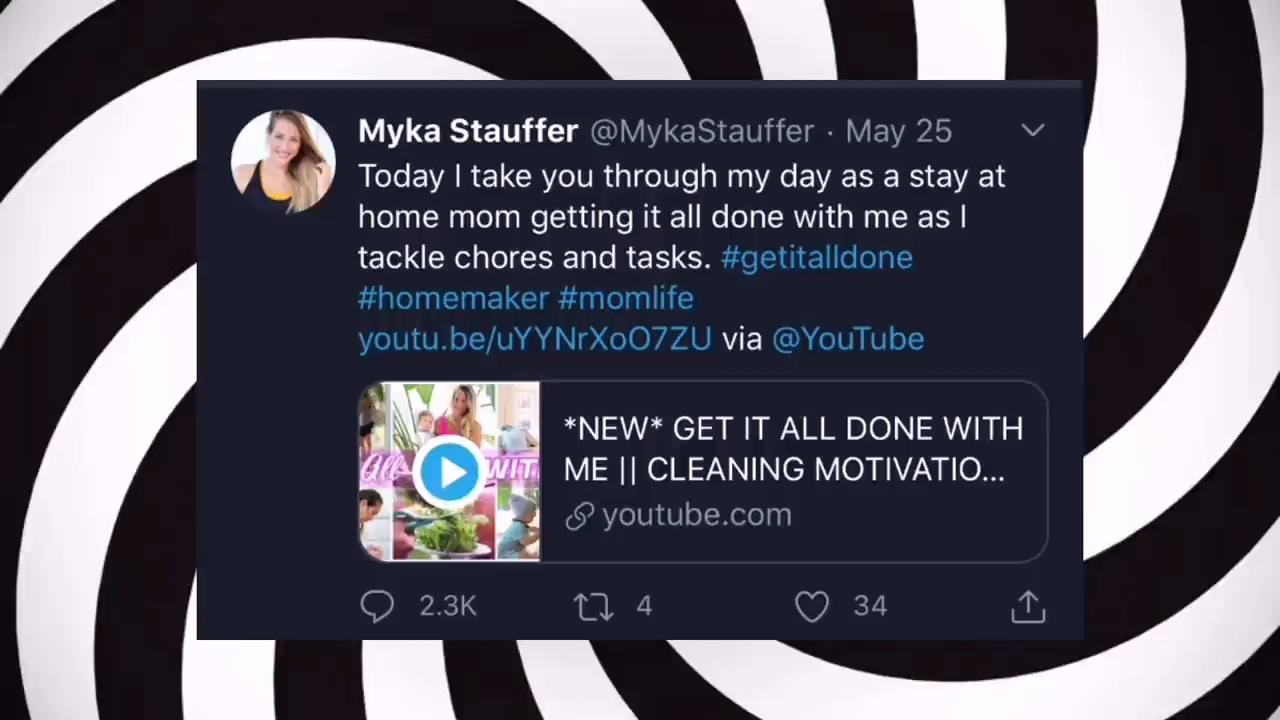 Myka Stauffer @MykaStauffer · May 25
Today I take you through my day as a stay at
home mom getting it all done with me as I
tackle chores and tasks. #getitalldone
#homemaker #momlife
youtu.be/uYYNrXoO7ZU via @YouTube
All WITH
*NEW* GET IT ALL DONE WITH
ME || CLEANING MOTIVATIO...
youtube.com
2.3K 4 34